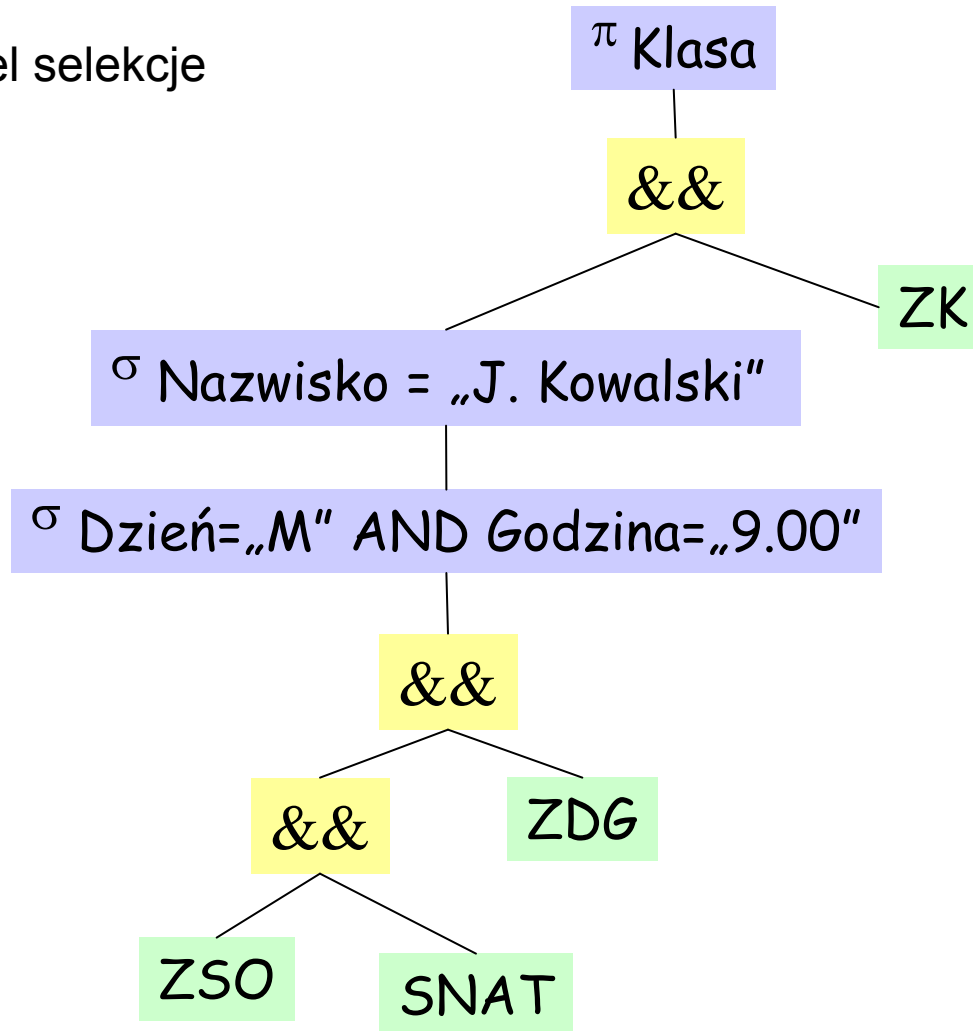 el selekcje
π Klasa
&&
ZK
σ Nazwisko = „J. Kowalski”
σ Dzień=„M” AND Godzina=„9.00”
&&
&&
ZDG
ZSO
SNAT